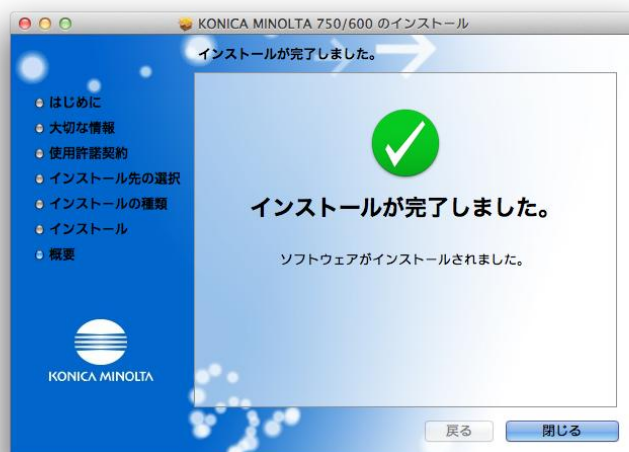 KONICA MINOLTA 750/600 のインストール
インストールが完了しました。
はじめに
大切な情報
使用許諾契約
インストール先の選択
インストールの種類
インストール
概要
インストールが完了しました。
ソフトウェアがインストールされました。
KONICA MINOLTA
戻る
閉じる